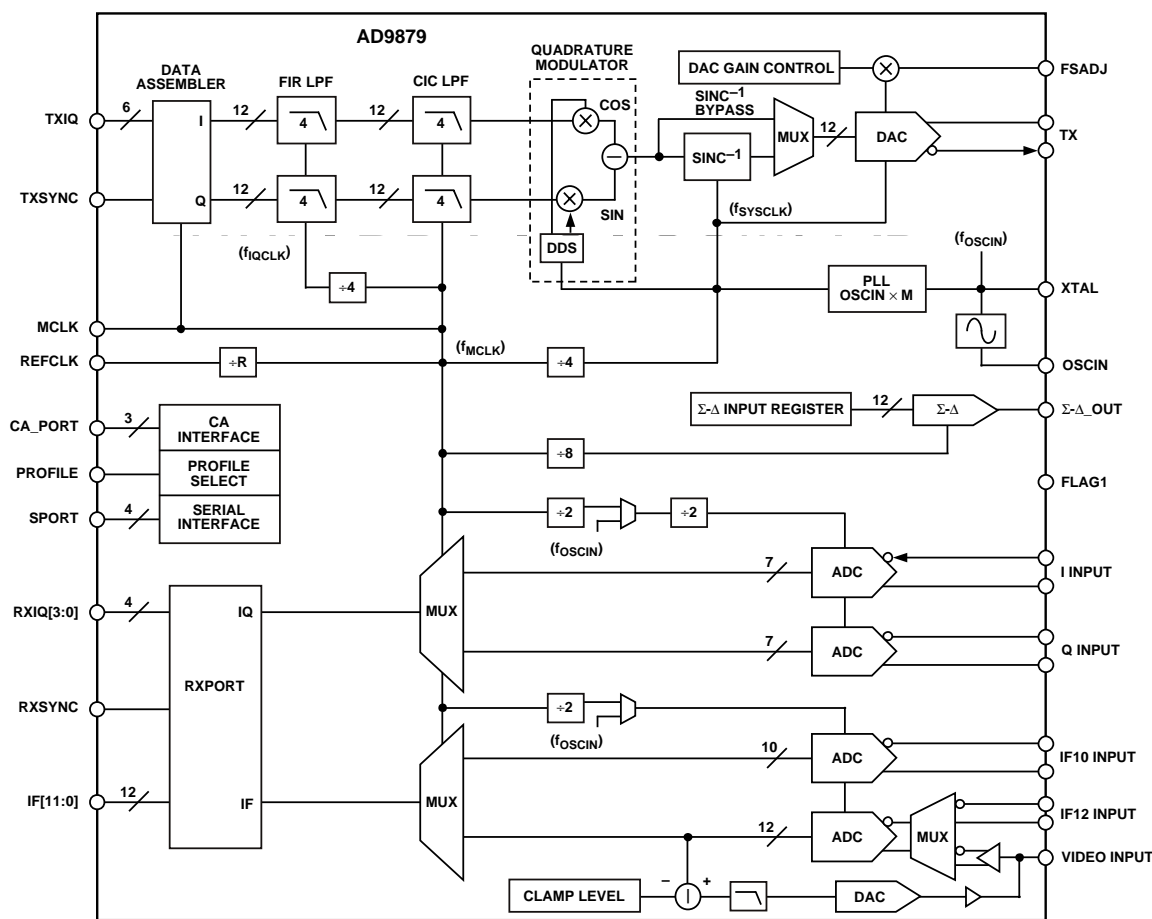 AD9879
DATA
ASSEMBLER
FIR LPF
CIC LPF
QUADRATURE
MODULATOR
DAC GAIN CONTROL
FSADJ
TXIQ
6
I
12
4
12
4
COS
SINC–1
BYPASS
MUX
12
DAC
TX
SINC–1
TXSYNC
Q
12
4
12
4
SIN
(fSYSCLK)
DDS
(fIQCLK)
(fOSCIN)
÷4
PLL
OSCIN × M
XTAL
MCLK
REFCLK
÷R
(fMCLK)
÷4
OSCIN
CA_PORT
3
CA
INTERFACE
Σ-Δ INPUT REGISTER
12
Σ-Δ
Σ-Δ_OUT
PROFILE
PROFILE
SELECT
÷8
FLAG1
SPORT
4
SERIAL
INTERFACE
÷2
÷2
(fOSCIN)
MUX
7
ADC
I INPUT
RXIQ[3:0]
4
IQ
7
ADC
Q INPUT
RXPORT
RXSYNC
÷2
(fOSCIN)
10
ADC
IF10 INPUT
IF[11:0]
12
IF
MUX
12
ADC
MUX
IF12 INPUT
VIDEO INPUT
CLAMP LEVEL
–
+
DAC